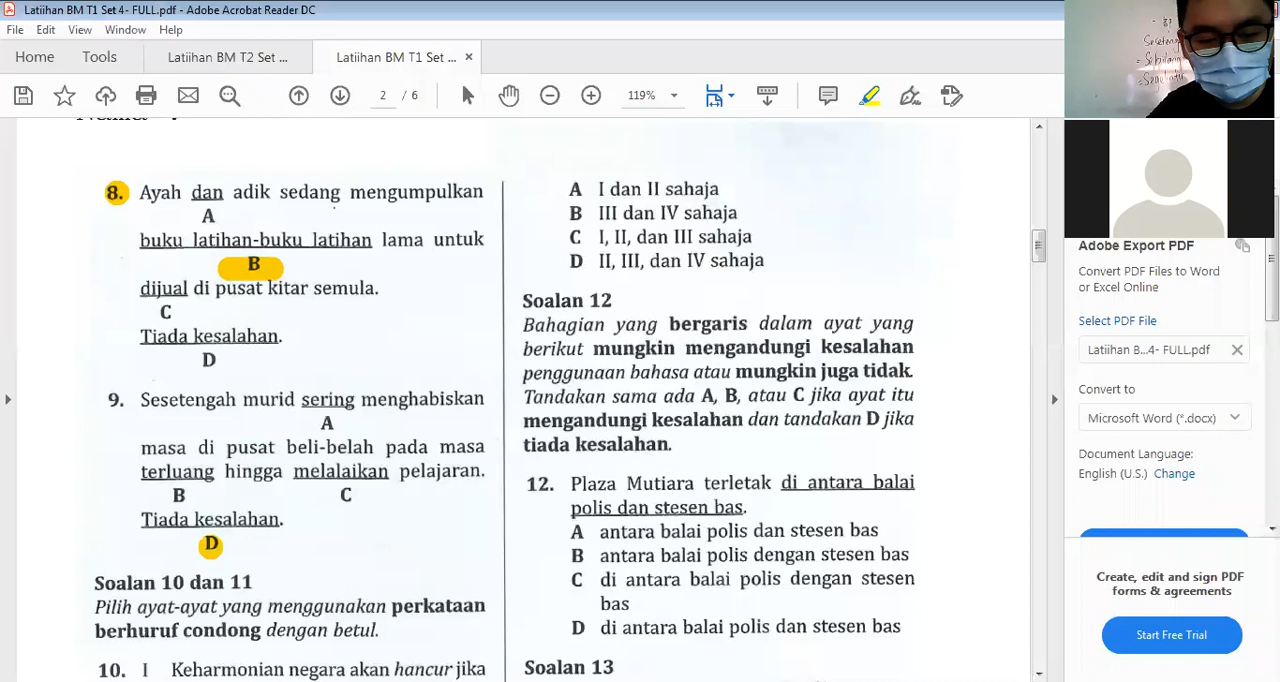 Latiihan BM T1 Set 4- FULL.pdf - Adobe Acrobat Reader DC
File Edit View Window Help
Home Tools Latiihan BM T2 Set ... Latiihan BM T1 Set ... ×
2 / 6 119%
8. Ayah dan adik sedang mengumpulkan
A
buku latihan-buku latihan lama untuk
B
dijual di pusat kitar semula.
C
Tiada kesalahan.
D
9. Sesetengah murid sering menghabiskan
A
masa di pusat beli-belah pada masa
terluang hingga melalaikan pelajaran.
B C
Tiada kesalahan.
D
Soalan 10 dan 11
Pilih ayat-ayat yang menggunakan perkataan
berhuruf condong dengan betul.
10. I Keharmonian negara akan hancur jika
A I dan II sahaja
B III dan IV sahaja
C I, II, dan III sahaja
D II, III, dan IV sahaja
Soalan 12
Bahagian yang bergaris dalam ayat yang
berikut mungkin mengandungi kesalahan
penggunaan bahasa atau mungkin juga tidak.
Tandakan sama ada A, B, atau C jika ayat itu
mengandungi kesalahan dan tandakan D jika
tiada kesalahan.
12. Plaza Mutiara terletak di antara balai
polis dan stesen bas.
A antara balai polis dan stesen bas
B antara balai polis dengan stesen bas
C di antara balai polis dengan stesen
bas
D di antara balai polis dan stesen bas
Soalan 13
Adobe Export PDF
Convert PDF Files to Word
or Excel Online
Select PDF File
Latiihan B...4- FULL.pdf
Convert to
Microsoft Word (*.docx)
Document Language:
English (U.S.) Change
Create, edit and sign PDF
forms & agreements
Start Free Trial